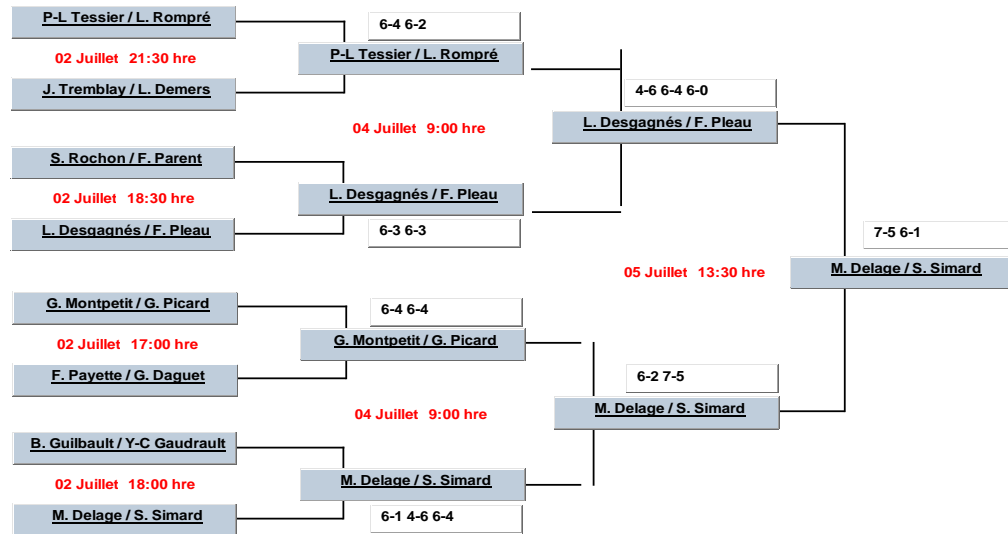 P-L Tessier / L. Rompré
6-4 6-2
02 Juillet 21:30 hre
P-L Tessier / L. Rompré
J. Tremblay / L. Demers
4-6 6-4 6-0
04 Juillet 9:00 hre
L. Desgagnés / F. Pleau
S. Rochon / F. Parent
02 Juillet 18:30 hre
L. Desgagnés / F. Pleau
L. Desgagnés / F. Pleau
6-3 6-3
7-5 6-1
05 Juillet 13:30 hre
M. Delage / S. Simard
G. Montpetit / G. Picard
6-4 6-4
02 Juillet 17:00 hre
G. Montpetit / G. Picard
F. Payette / G. Daguet
6-2 7-5
04 Juillet 9:00 hre
M. Delage / S. Simard
B. Guilbault / Y-C Gaudrault
02 Juillet 18:00 hre
M. Delage / S. Simard
M. Delage / S. Simard
6-1 4-6 6-4